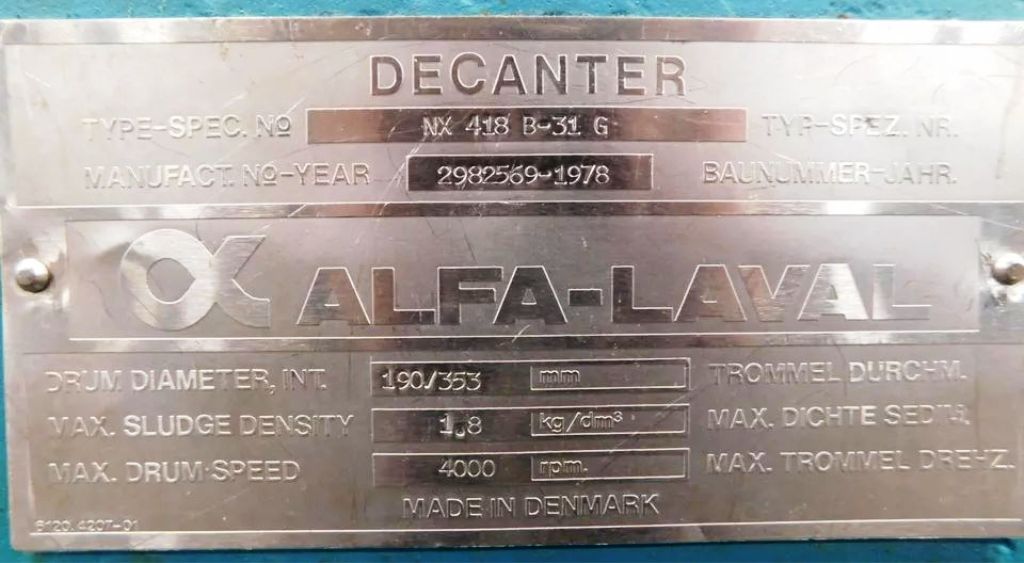 DECANTER
TYPE-SPEC. Nº NX 418 B-31 G TYP-SPEZ. NR.
MANUFACT. Nº-YEAR 2982569-1978 BAUNUMMER-JAHR.
ALFA-LAVAL
DRUM DIAMETER, INT. 190/353 mm TROMMEL DURCHM.
MAX. SLUDGE DENSITY 1,8 kg/dm³ MAX. DICHTE SEDIM.
MAX. DRUM·SPEED 4000 rpm. MAX. TROMMEL DREHZ.
MADE IN DENMARK
6120.4207-01